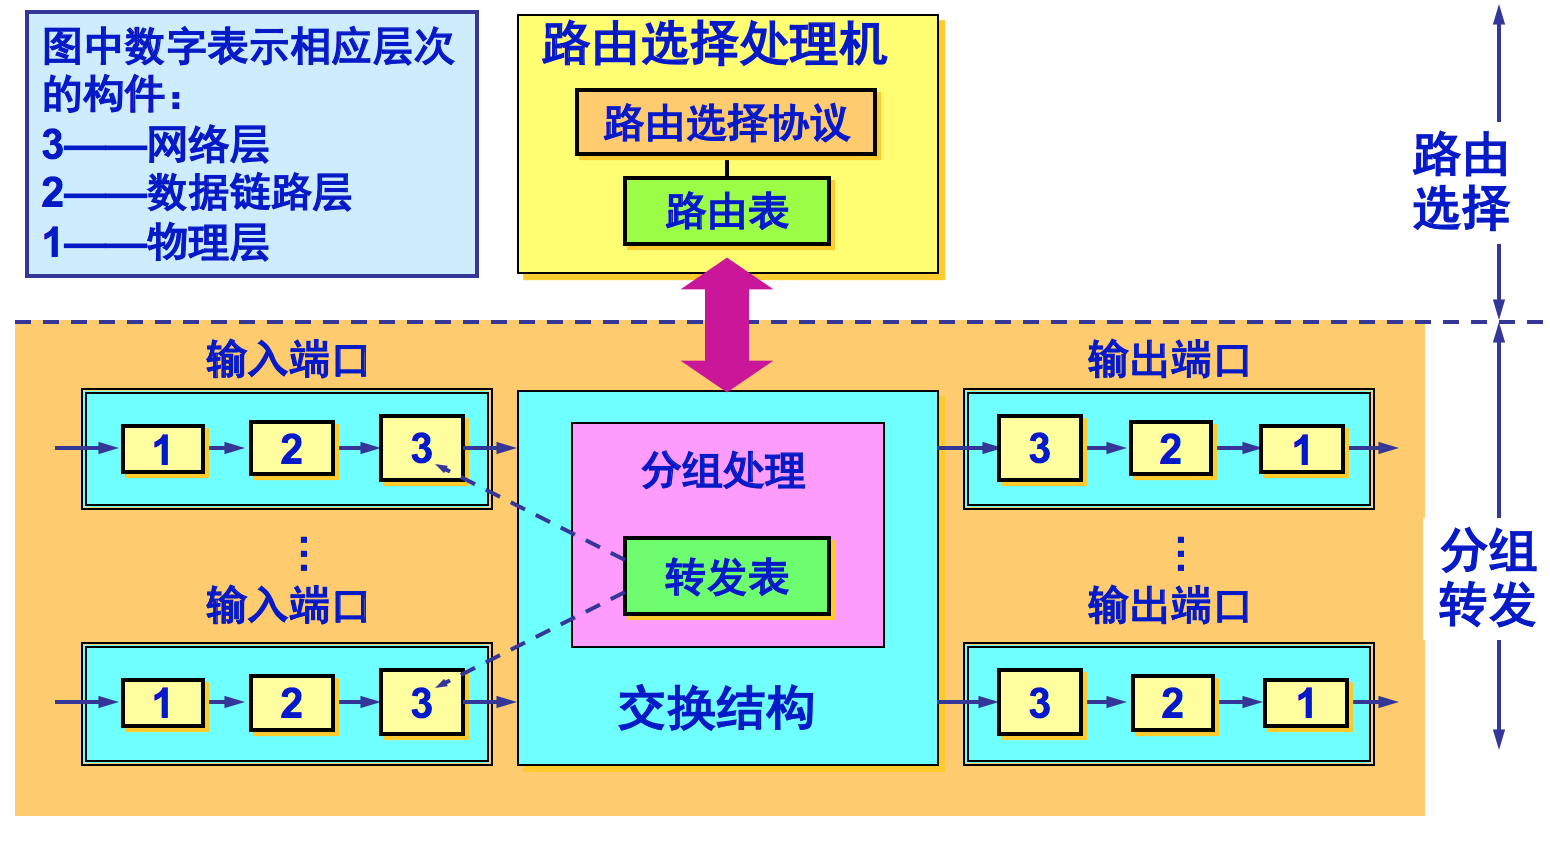 图中数字表示相应层次
的构件：
3——网络层
2——数据链路层
1——物理层
路由选择处理机
路由选择协议
路由表
路由
选择
输入端口
输出端口
1 2 3
3 2 1
分组处理
转发表
…
…
分组
转发
输入端口
输出端口
1 2 3
3 2 1
交换结构